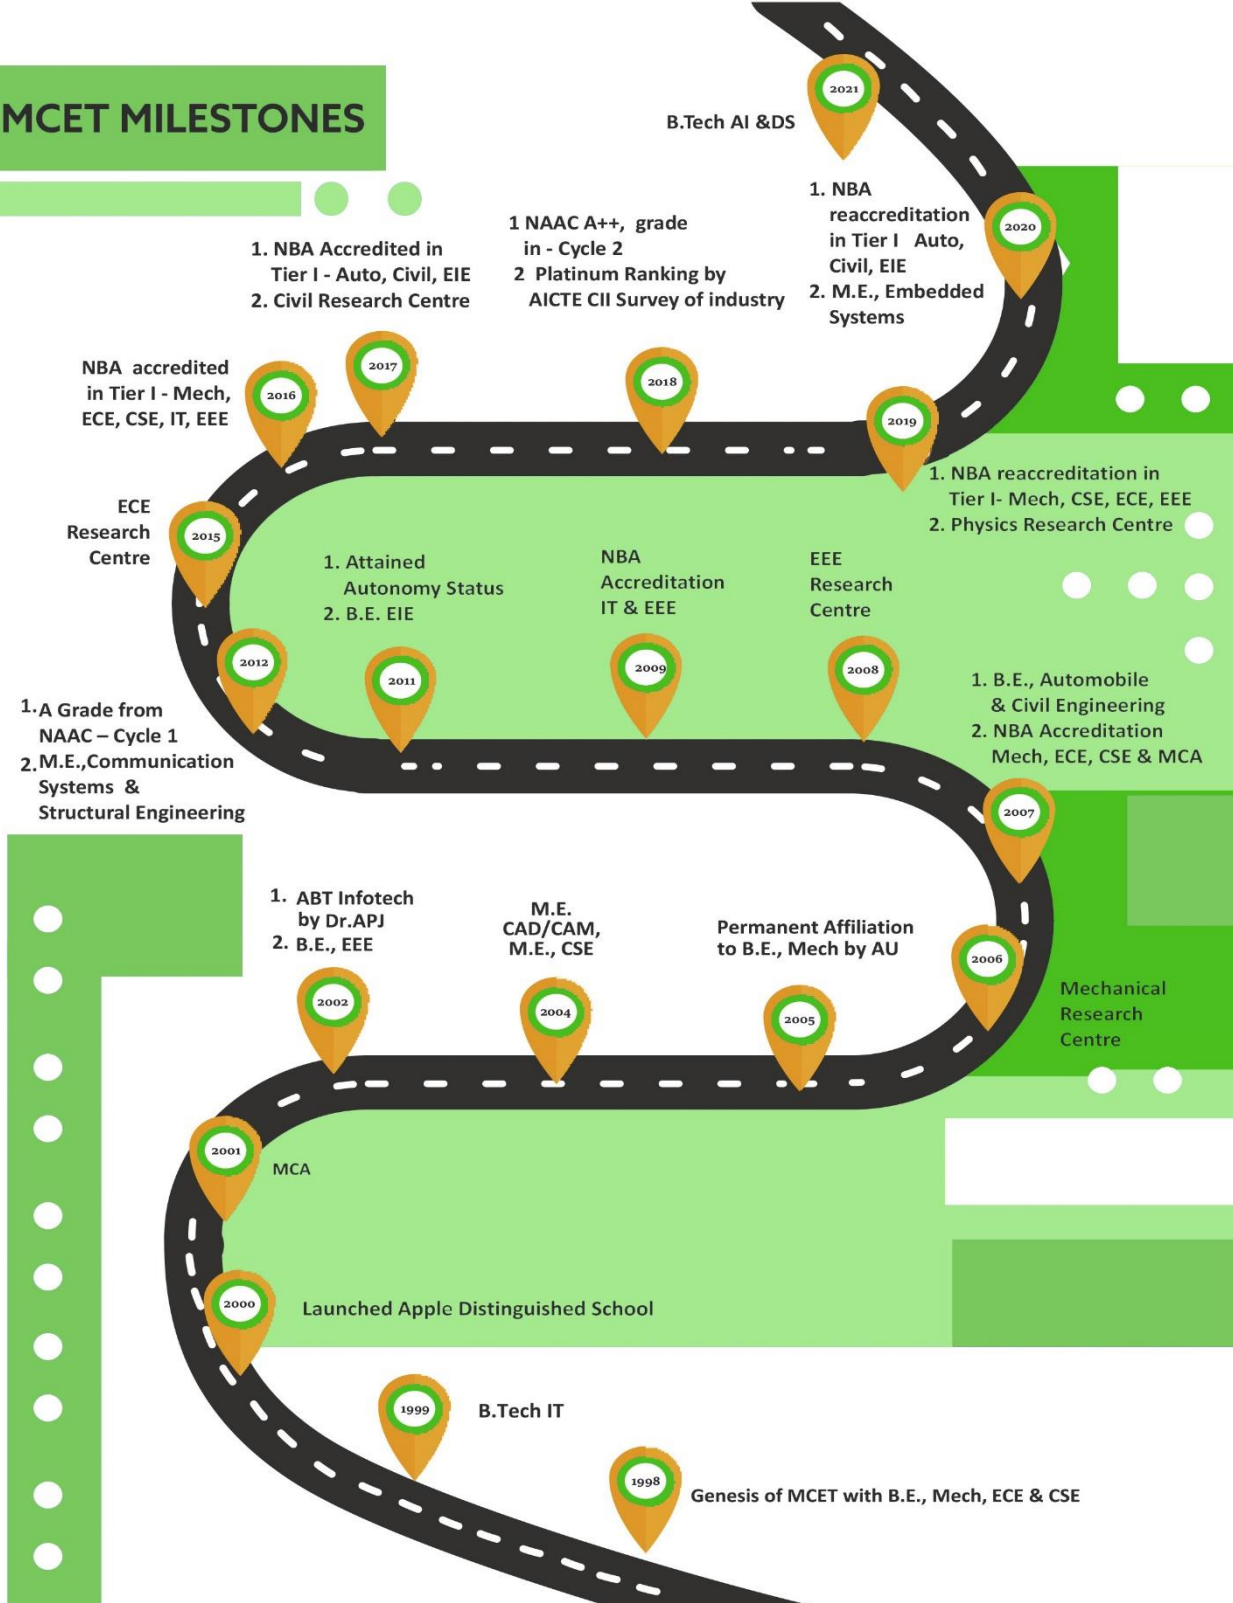 MCET MILESTONES
2021
B.Tech AI &DS
2020
1. NBA
reaccreditation
in Tier I Auto,
Civil, EIE
2. M.E., Embedded
Systems
2019
1. NBA reaccreditation in
Tier I- Mech, CSE, ECE, EEE
2. Physics Research Centre
1 NAAC A++, grade
in - Cycle 2
2 Platinum Ranking by
AICTE CII Survey of industry
2018
1. NBA Accredited in
Tier I - Auto, Civil, EIE
2. Civil Research Centre
2017
NBA accredited
in Tier I - Mech,
ECE, CSE, IT, EEE
2016
ECE
Research
Centre
2015
2012
1. A Grade from
NAAC – Cycle 1
2. M.E.,Communication
Systems &
Structural Engineering
1. Attained
Autonomy Status
2. B.E. EIE
2011
NBA
Accreditation
IT & EEE
2009
EEE
Research
Centre
2008
1. B.E., Automobile
& Civil Engineering
2. NBA Accreditation
Mech, ECE, CSE & MCA
2007
2006
Mechanical
Research
Centre
Permanent Affiliation
to B.E., Mech by AU
2005
M.E.
CAD/CAM,
M.E., CSE
2004
1. ABT Infotech
by Dr.APJ
2. B.E., EEE
2002
2001
MCA
2000
Launched Apple Distinguished School
1999
B.Tech IT
1998
Genesis of MCET with B.E., Mech, ECE & CSE